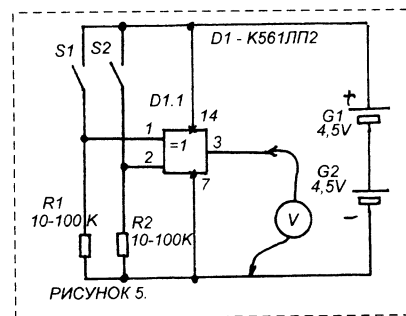 D1 - К561ЛП2
S1
S2
D1.1
14
1
=1
3
2
7
+
G1
4,5V
G2
4,5V
-
V
R1
10-100 K
R2
10-100K
РИСУНОК 5.